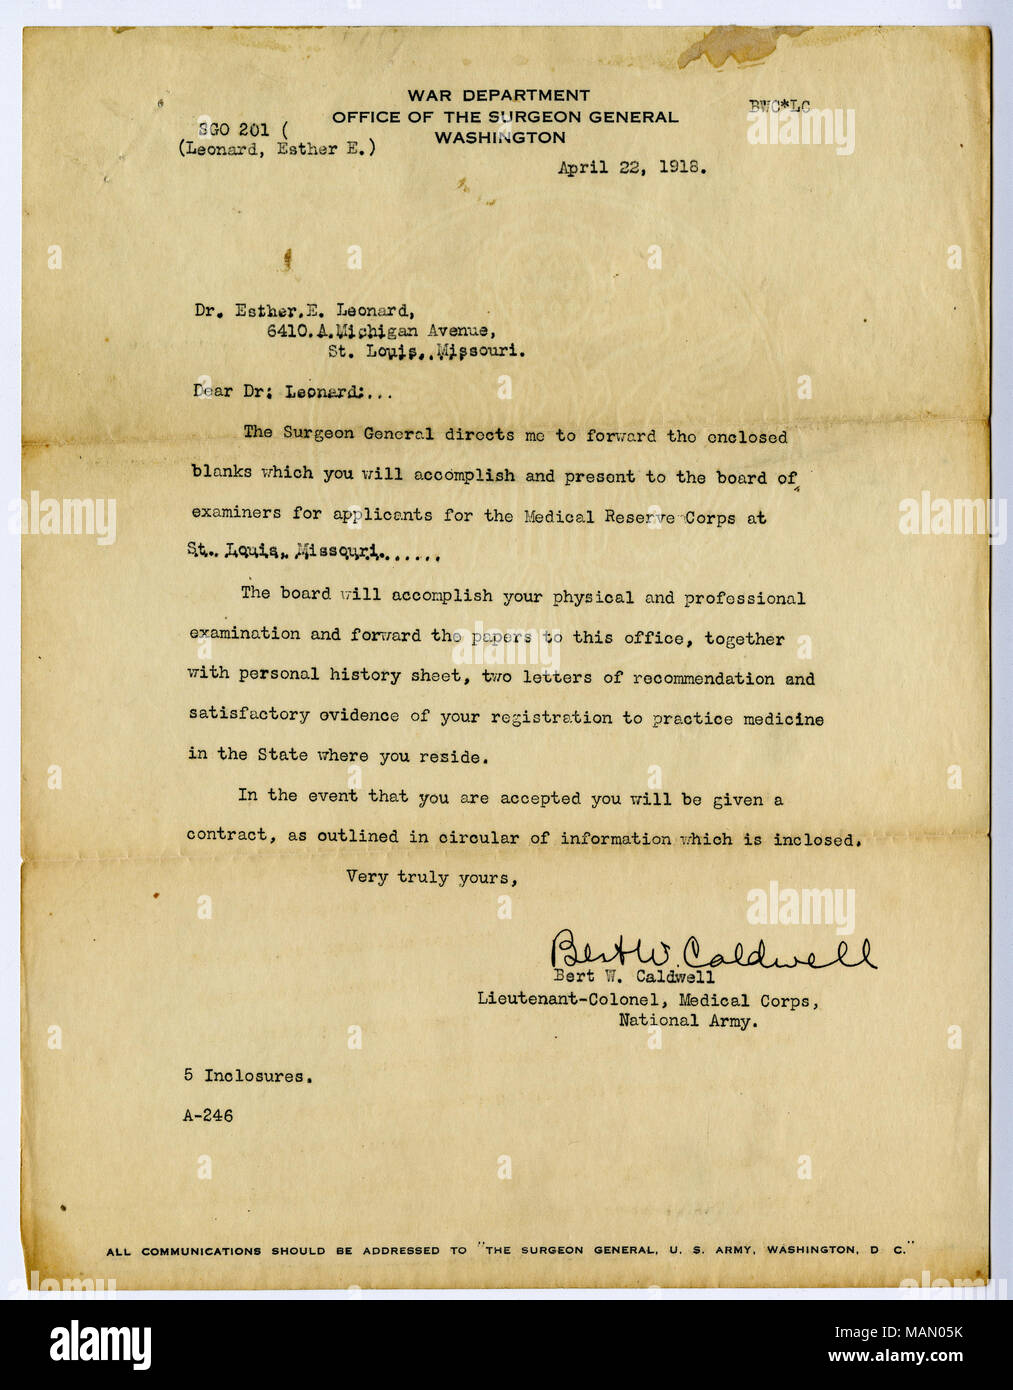 WAR DEPARTMENT
OFFICE OF THE SURGEON GENERAL
WASHINGTON
BWC*LC
SGO 201 (
(Leonard, Esther E.)
April 22, 1918.
Dr. Esther.E. Leonard,
6410.A.Michigan Avenue,
St. Louis,.Missouri.
Dear Dr: Leonard:...
The Surgeon General directs me to forward the enclosed
blanks which you will accomplish and present to the board of
examiners for applicants for the Medical Reserve Corps at
St. Louis, Missouri.......
The board will accomplish your physical and professional
examination and forward the papers to this office, together
with personal history sheet, two letters of recommendation and
satisfactory evidence of your registration to practice medicine
in the State where you reside.
In the event that you are accepted you will be given a
contract, as outlined in circular of information which is inclosed.
Very truly yours,
Bert W. Caldwell
Bert W. Caldwell
Lieutenant-Colonel, Medical Corps,
National Army.
5 Inclosures.
A-246
ALL COMMUNICATIONS SHOULD BE ADDRESSED TO "THE SURGEON GENERAL, U. S. ARMY, WASHINGTON, D C."
alamy
Image ID: MAN05K
www.alamy.com